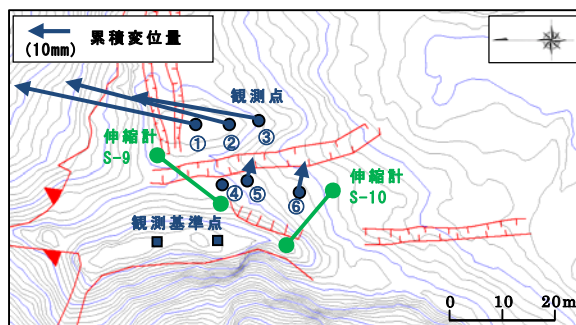 累積変位量
(10mm)
観測点
① ② ③
伸縮計
S-9
④ ⑤ ⑥
伸縮計
S-10
観測基準点
0 10 20m